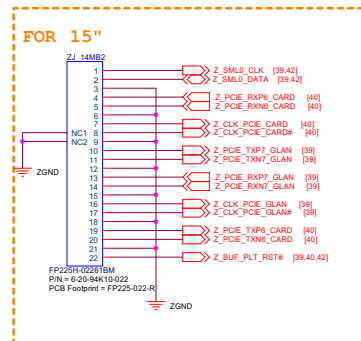 FOR 15"
ZJ_14MB2
1 Z_SML0_CLK [39,42]
2 Z_SML0_DATA [39,42]
3
4 Z_PCIE_RXP6_CARD [40]
5 Z_PCIE_RXN6_CARD [40]
6
7 Z_CLK_PCIE_CARD [40]
NC1 8 Z_CLK_PCIE_CARD# [40]
NC2 9
10 Z_PCIE_TXP7_GLAN [39]
11 Z_PCIE_TXN7_GLAN [39]
12
ZGND
13 Z_PCIE_RXP7_GLAN [39]
14 Z_PCIE_RXN7_GLAN [39]
15
16 Z_CLK_PCIE_GLAN [39]
17 Z_CLK_PCIE_GLAN# [39]
18
19 Z_PCIE_TXP6_CARD [40]
20 Z_PCIE_TXN6_CARD [40]
21
22 Z_BUF_PLT_RST# [39,40,42]
FP225H-02261BM
P/N = 6-20-94K10-022
PCB Footprint = FP225-022-R
ZGND